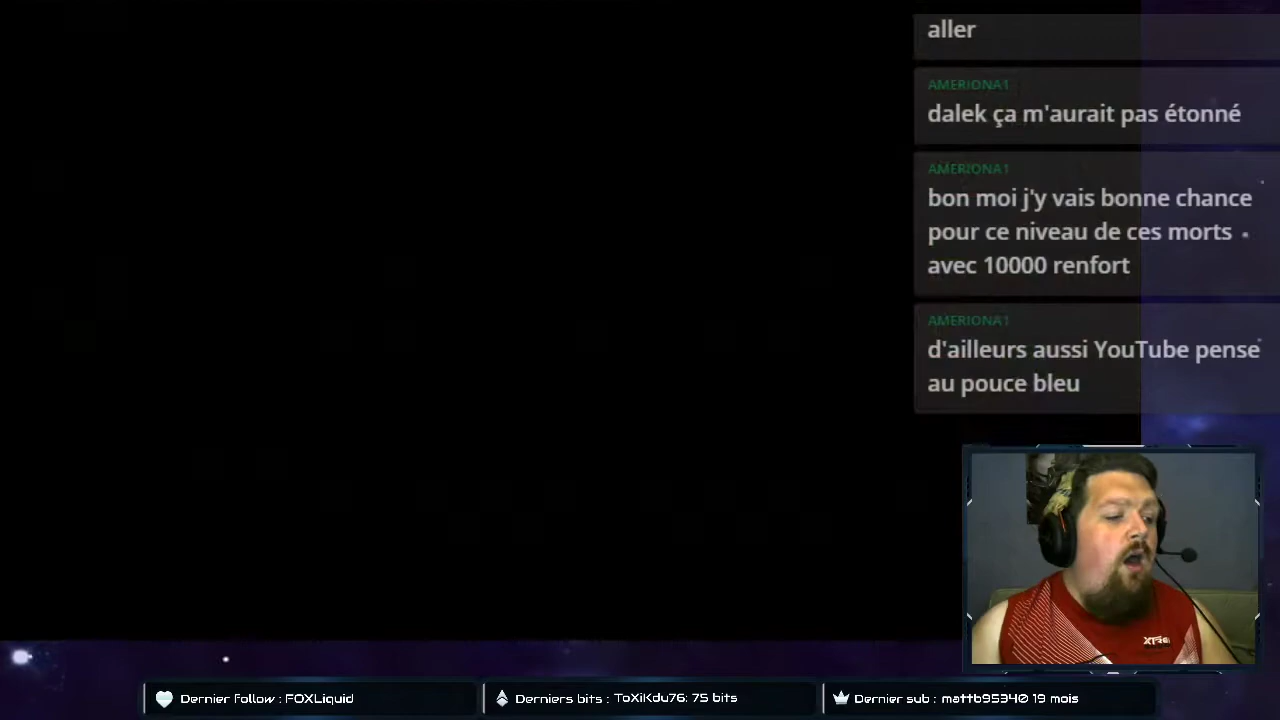 aller
AMERIONA1
dalek ça m'aurait pas étonné
AMERIONA1
bon moi j'y vais bonne chance
pour ce niveau de ces morts
avec 10000 renfort
AMERIONA1
d'ailleurs aussi YouTube pense
au pouce bleu
Dernier follow : FOXLiquid
Derniers bits : ToXiKdu76: 75 bits
Dernier sub : mattb95340 19 mois